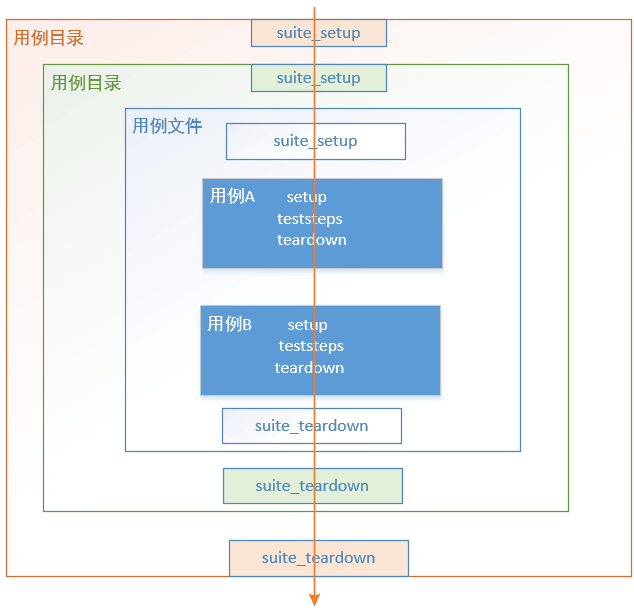 suite_setup
用例目录
suite_setup
用例目录
用例文件
suite_setup
用例A setup
teststeps
teardown
用例B setup
teststeps
teardown
suite_teardown
suite_teardown
suite_teardown